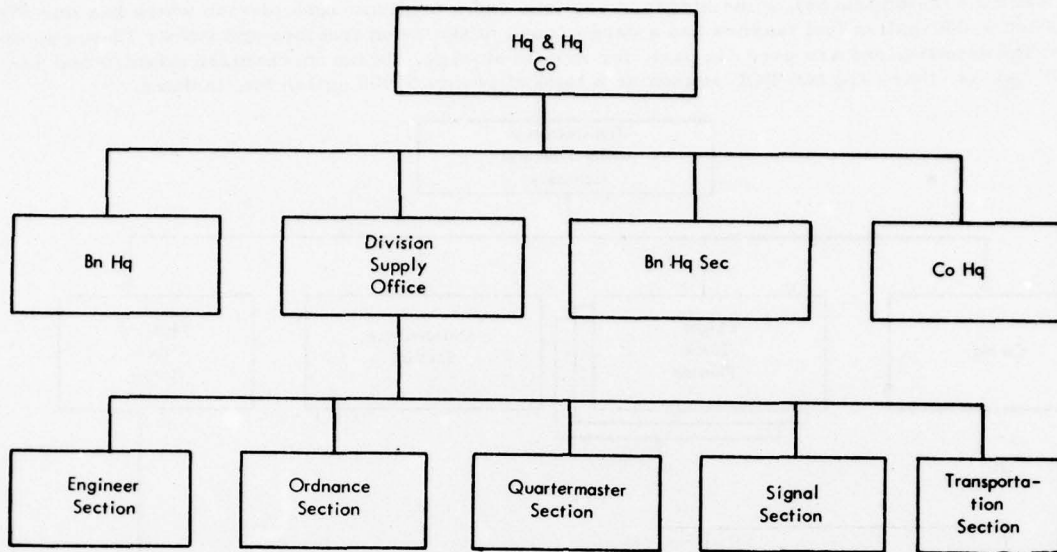 Hq & Hq
Co
Bn Hq
Division
Supply
Office
Bn Hq Sec
Co Hq
Engineer
Section
Ordnance
Section
Quartermaster
Section
Signal
Section
Transporta-
tion
Section